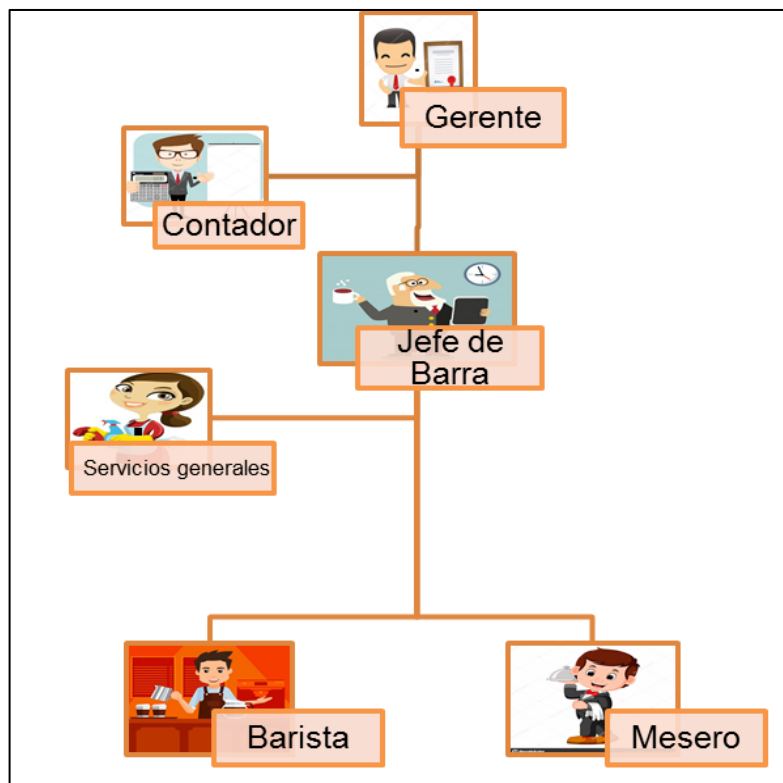 Gerente
Contador
Jefe de
Barra
Servicios generales
Barista
Mesero